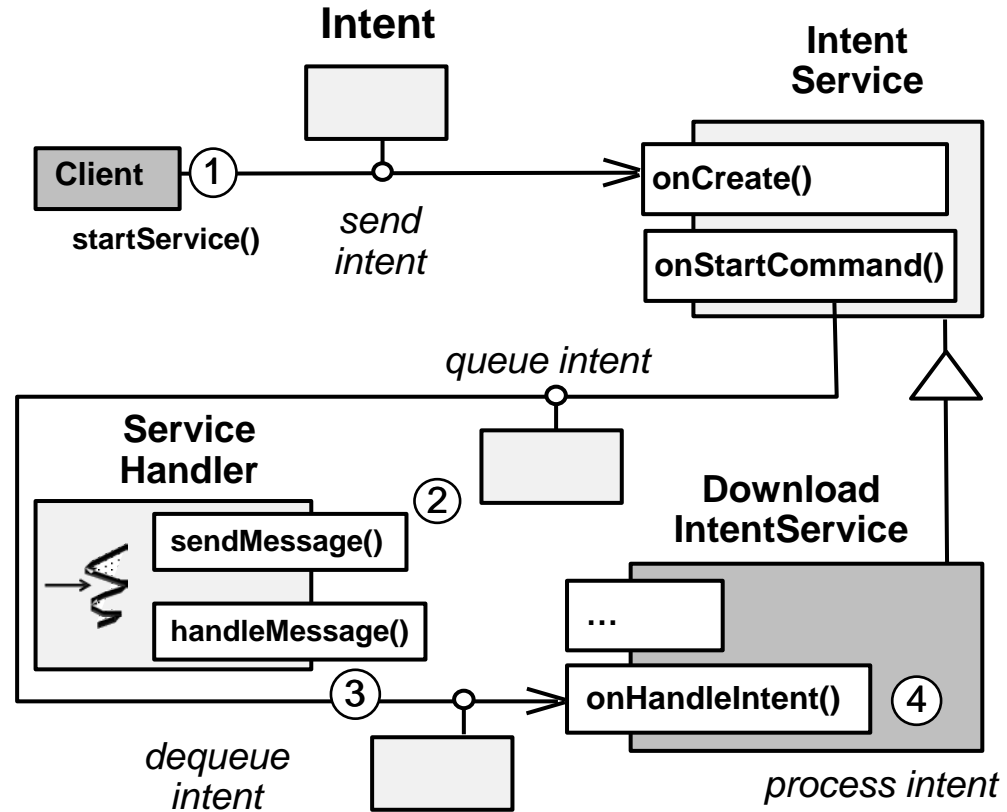 Intent
Intent
Service
Client
1
onCreate()
startService()
send
intent
onStartCommand()
queue intent
Service
Handler
2
Download
IntentService
sendMessage()
...
handleMessage()
3
onHandleIntent()
4
dequeue
intent
process intent